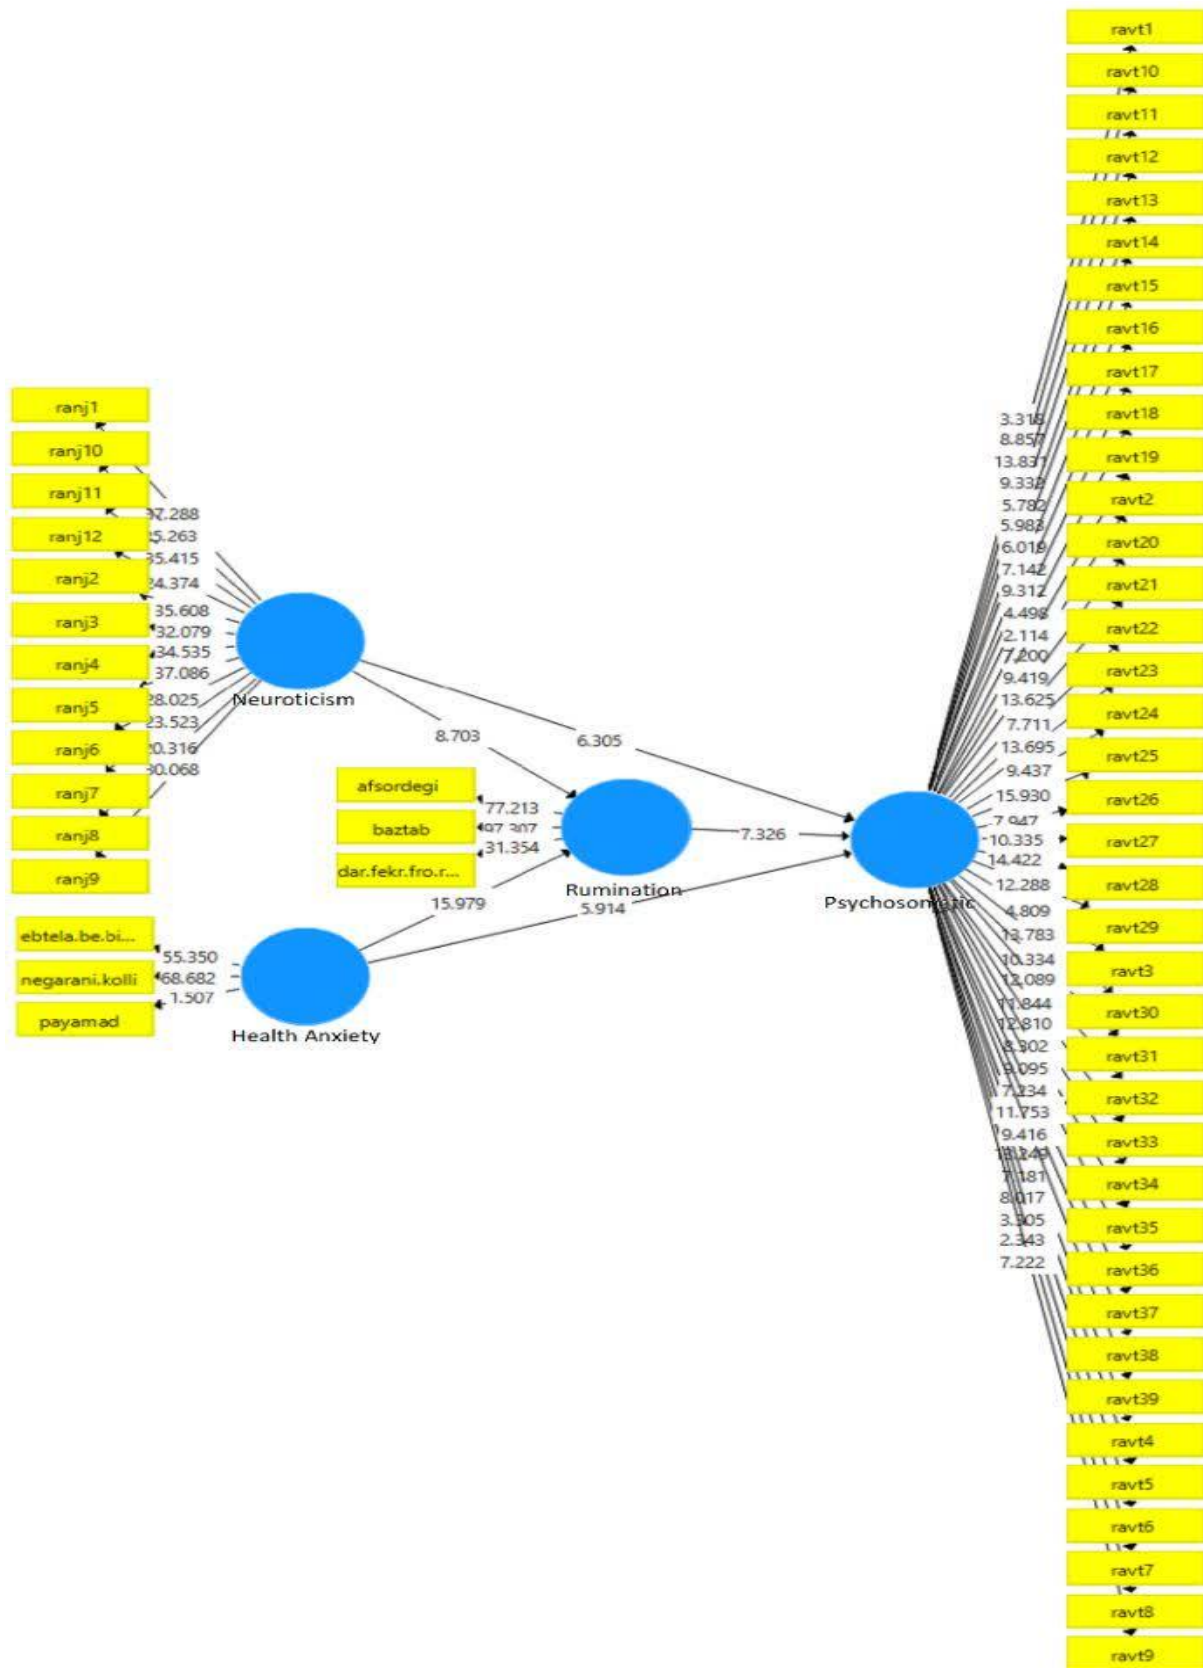 ravt1
ravt10
ravt11
ravt12
ravt13
ravt14
ravt15
ravt16
ravt17
ravt18
ravt19
ravt2
ravt20
ravt21
ravt22
ravt23
ravt24
ravt25
ravt26
ravt27
ravt28
ravt29
ravt3
ravt30
ravt31
ravt32
ravt33
ravt34
ravt35
ravt36
ravt37
ravt38
ravt39
ravt4
ravt5
ravt6
ravt7
ravt8
ravt9
3.318
8.857
13.831
9.332
5.782
5.983
6.019
7.142
9.312
4.498
2.114
7.200
9.419
13.625
7.711
13.695
9.437
15.930
7.947
10.335
14.422
12.288
4.809
13.783
10.334
12.089
11.844
12.810
8.302
9.095
7.234
11.753
9.416
13.249
7.181
8.017
3.305
2.343
7.222
ranj1
ranj10
ranj11
ranj12
ranj2
ranj3
ranj4
ranj5
ranj6
ranj7
ranj8
ranj9
35.608
32.079
34.535
37.086
Neuroticism
8.703
6.305
afsordegi
baztab
dar.fekr.fro.r...
77.213
97.307
31.354
Rumination
7.326
Psychosomatic
15.979
5.914
ebtela.be.bi...
negarani.kolli
payamad
55.350
68.682
1.507
Health Anxiety